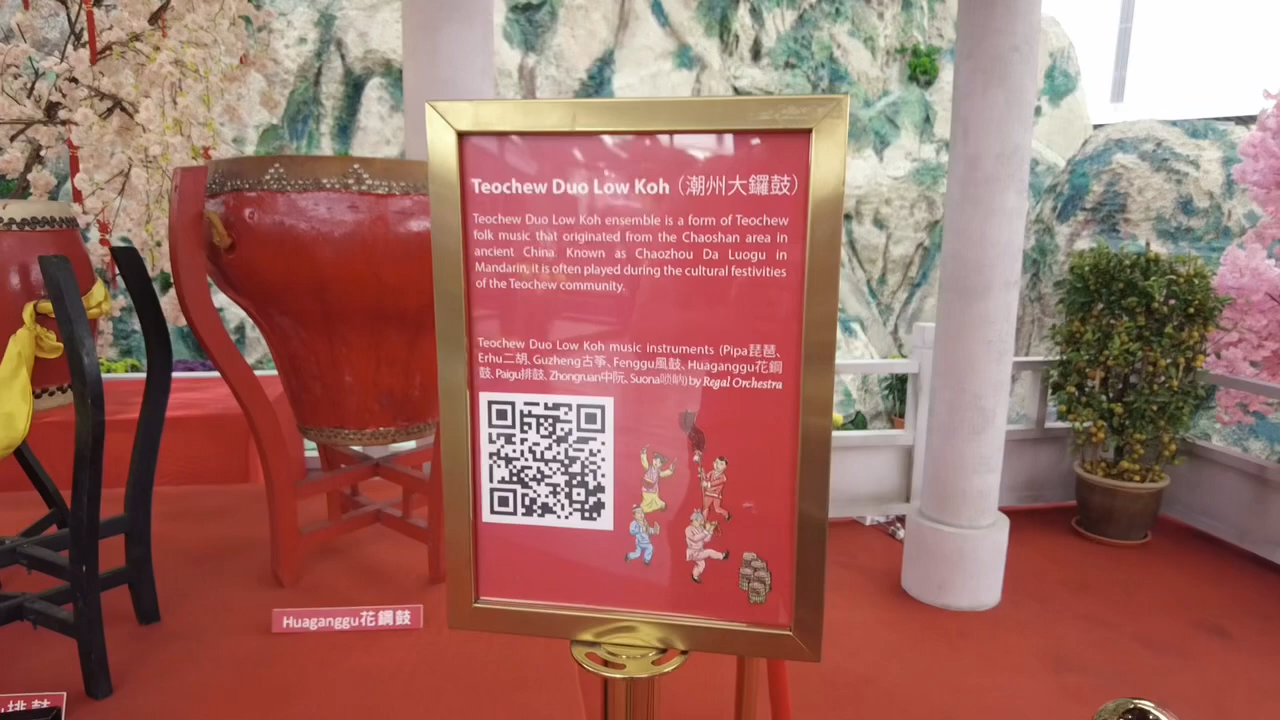 Teochew Duo Low Koh (潮州大鑼鼓)
Teochew Duo Low Koh ensemble is a form of Teochew
folk music that originated from the Chaoshan area in
ancient China. Known as Chaozhou Da Luogu in
Mandarin, it is often played during the cultural festivities
of the Teochew community.
Teochew Duo Low Koh music instruments (Pipa琵琶、
Erhu二胡、Guzheng古筝、Fenggu風鼓、Huaganggu花鋼
鼓、Paigu排鼓、Zhongruan中阮、Suona唢呐) by Regal Orchestra
Huaganggu花鋼鼓
排鼓